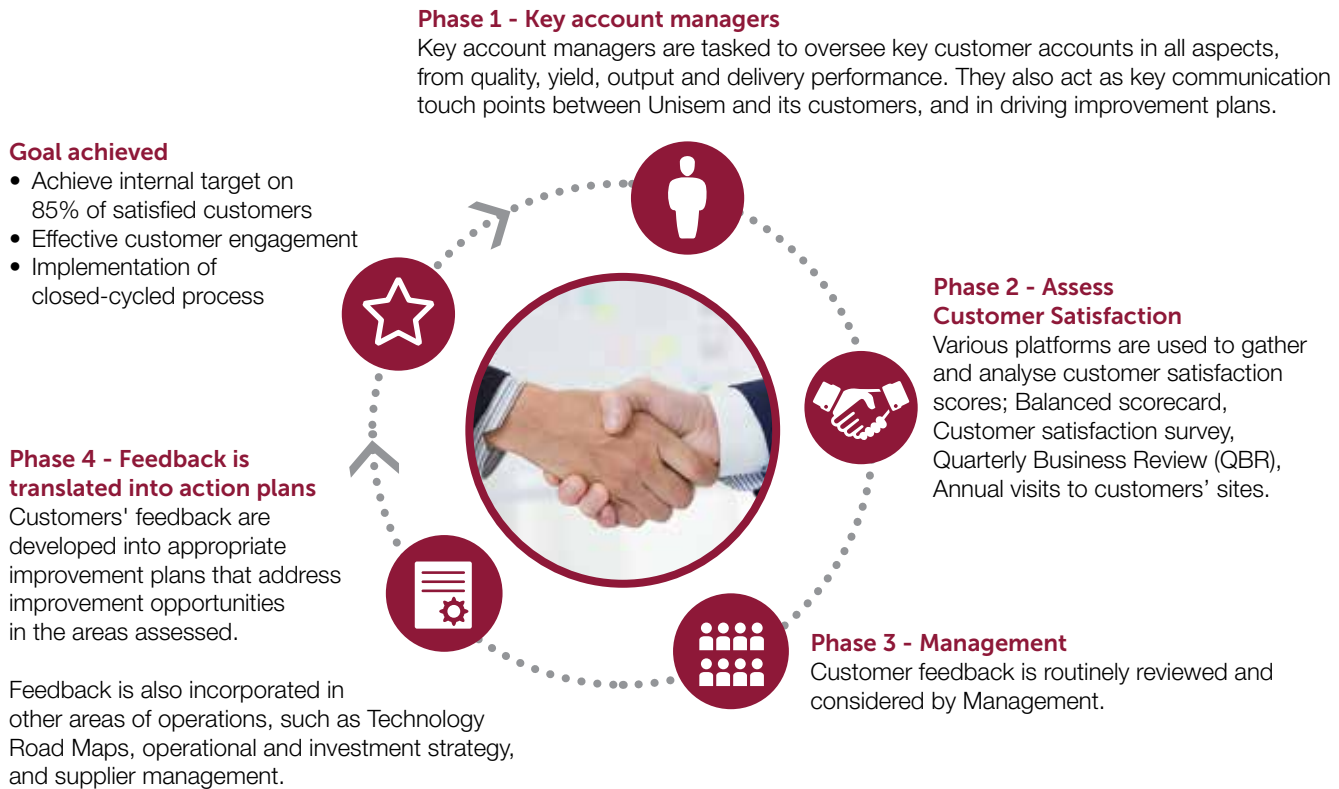 Phase 1 - Key account managers
Key account managers are tasked to oversee key customer accounts in all aspects,
from quality, yield, output and delivery performance. They also act as key communication
touch points between Unisem and its customers, and in driving improvement plans.
Goal achieved
• Achieve internal target on
85% of satisfied customers
• Effective customer engagement
• Implementation of
closed-cycled process
Phase 2 - Assess
Customer Satisfaction
Various platforms are used to gather
and analyse customer satisfaction
scores; Balanced scorecard,
Customer satisfaction survey,
Quarterly Business Review (QBR),
Annual visits to customers’ sites.
Phase 3 - Management
Customer feedback is routinely reviewed and
considered by Management.
Phase 4 - Feedback is
translated into action plans
Customers' feedback are
developed into appropriate
improvement plans that address
improvement opportunities
in the areas assessed.
Feedback is also incorporated in
other areas of operations, such as Technology
Road Maps, operational and investment strategy,
and supplier management.